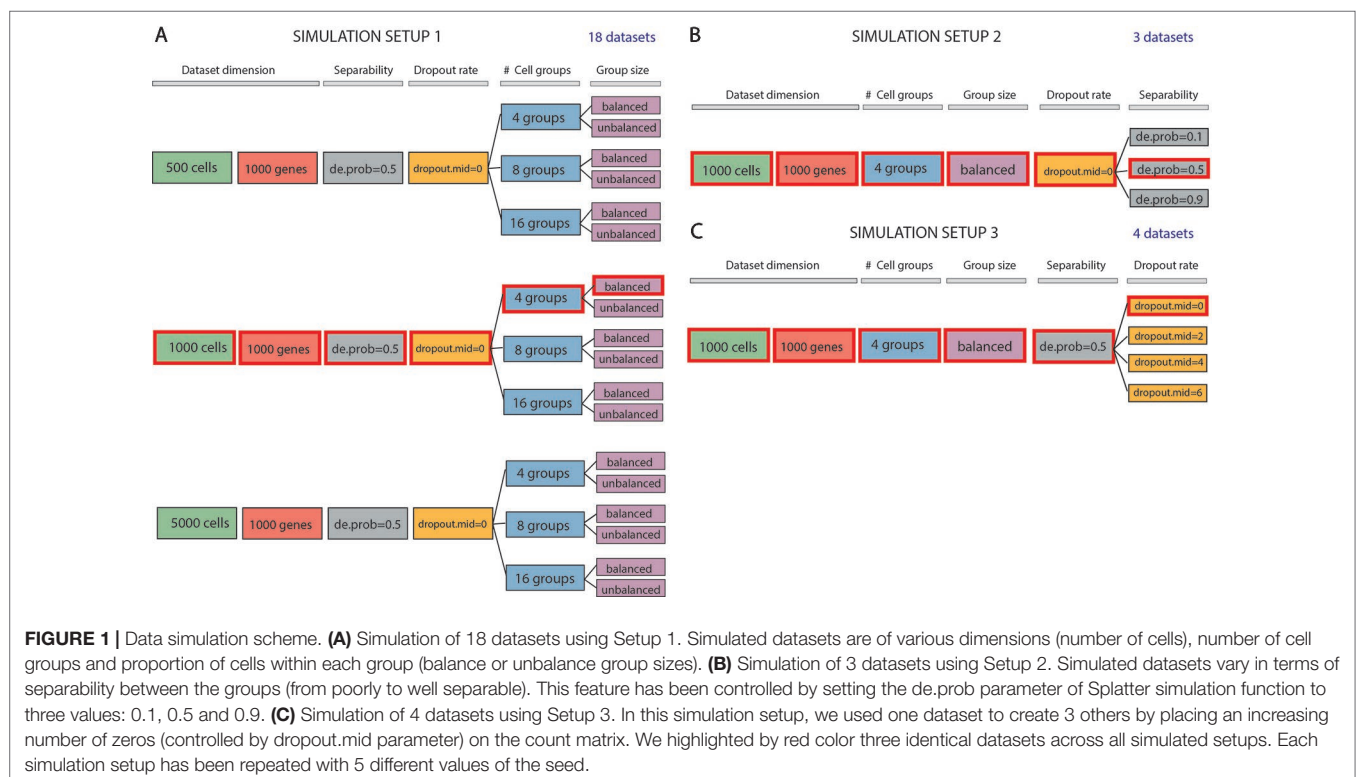 A
SIMULATION SETUP 1
18 datasets
Dataset dimension
Separability
Dropout rate
# Cell groups
Group size
500 cells
1000 genes
de.prob=0.5
dropout.mid=0
4 groups
balanced
unbalanced
8 groups
balanced
unbalanced
16 groups
balanced
unbalanced
1000 cells
1000 genes
de.prob=0.5
dropout.mid=0
4 groups
balanced
unbalanced
8 groups
balanced
unbalanced
16 groups
balanced
unbalanced
5000 cells
1000 genes
de.prob=0.5
dropout.mid=0
4 groups
balanced
unbalanced
8 groups
balanced
unbalanced
16 groups
balanced
unbalanced
B
SIMULATION SETUP 2
3 datasets
Dataset dimension
# Cell groups
Group size
Dropout rate
Separability
1000 cells
1000 genes
4 groups
balanced
dropout.mid=0
de.prob=0.1
de.prob=0.5
de.prob=0.9
C
SIMULATION SETUP 3
4 datasets
Dataset dimension
# Cell groups
Group size
Separability
Dropout rate
1000 cells
1000 genes
4 groups
balanced
de.prob=0.5
dropout.mid=0
dropout.mid=2
dropout.mid=4
dropout.mid=6
FIGURE 1 | Data simulation scheme. (A) Simulation of 18 datasets using Setup 1. Simulated datasets are of various dimensions (number of cells), number of cell
groups and proportion of cells within each group (balance or unbalance group sizes). (B) Simulation of 3 datasets using Setup 2. Simulated datasets vary in terms of
separability between the groups (from poorly to well separable). This feature has been controlled by setting the de.prob parameter of Splatter simulation function to
three values: 0.1, 0.5 and 0.9. (C) Simulation of 4 datasets using Setup 3. In this simulation setup, we used one dataset to create 3 others by placing an increasing
number of zeros (controlled by dropout.mid parameter) on the count matrix. We highlighted by red color three identical datasets across all simulated setups. Each
simulation setup has been repeated with 5 different values of the seed.